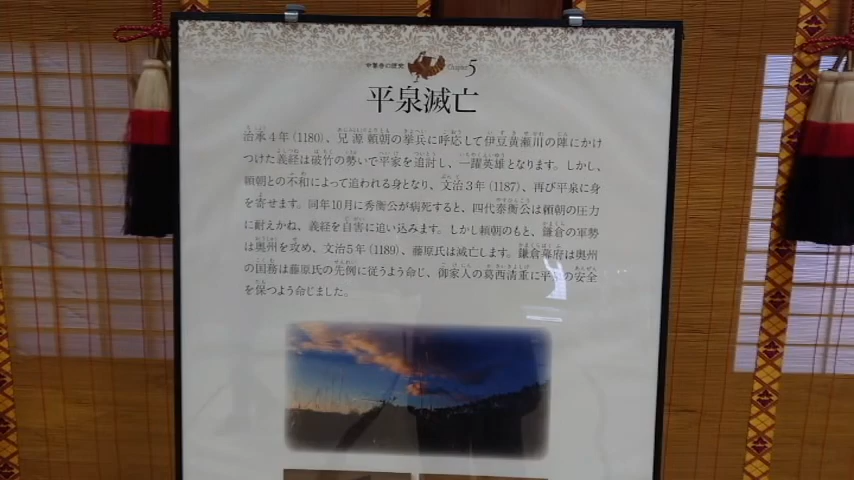 中尊寺の歴史 Chapter 5
平泉滅亡
治承4年(1180)、兄源頼朝の挙兵に呼応して伊豆黄瀬川の陣にかけ
つけた義経は破竹の勢いで平家を追討し、一躍英雄となります。しかし、
頼朝との不和によって追われる身となり、文治3年(1187)、再び平泉に身
を寄せます。同年10月に秀衡公が病死すると、四代泰衡公は頼朝の圧力
に耐えかね、義経を自害に追い込みます。しかし頼朝のもと、鎌倉の軍勢
は奥州を攻め、文治5年(1189)、藤原氏は滅亡します。鎌倉幕府は奥州
の国務は藤原氏の先例に従うよう命じ、御家人の葛西清重に平泉の安全
を保つよう命じました。